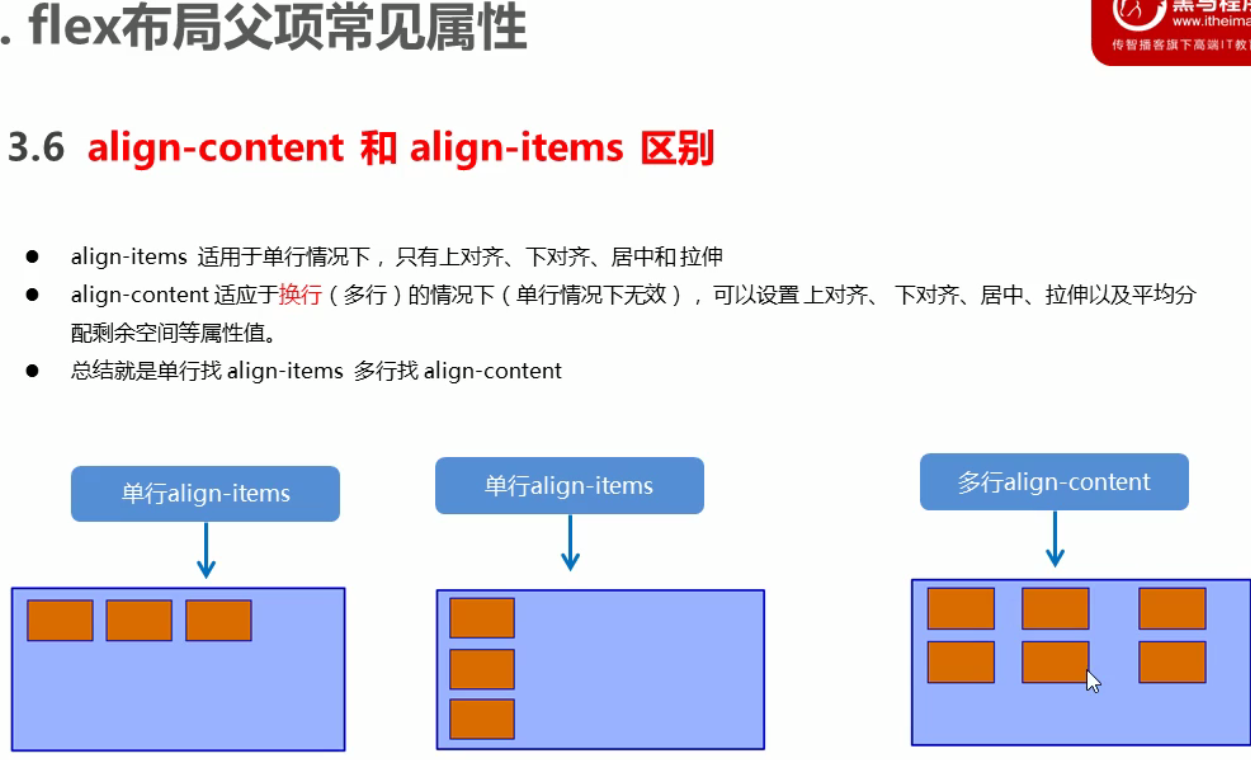 . flex布局父项常见属性
www.itheima
传智播客旗下高端IT教
3.6 align-content 和 align-items 区别
● align-items 适用于单行情况下，只有上对齐、下对齐、居中和 拉伸
● align-content 适应于换行（多行）的情况下（单行情况下无效），可以设置 上对齐、 下对齐、居中、拉伸以及平均分
配剩余空间等属性值。
● 总结就是单行找 align-items 多行找 align-content
单行align-items
单行align-items
多行align-content